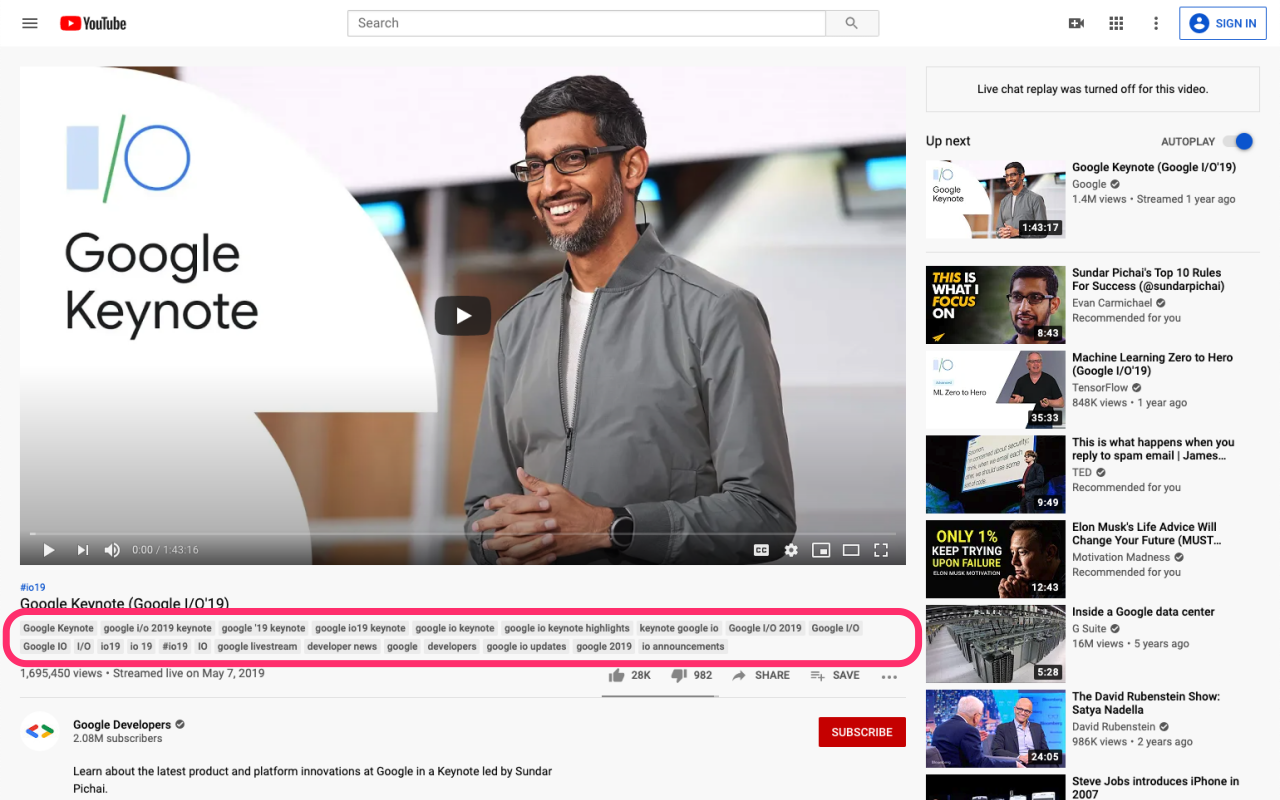 YouTube
Search
SIGN IN
I/O
Google
Keynote
0:00 / 1:43:16
CC
#io19
Google Keynote (Google I/O'19)
Google Keynote google i/o 2019 keynote google '19 keynote google io19 keynote google io keynote google io keynote highlights keynote google io Google I/O 2019 Google I/O
Google IO I/O io19 io 19 #io19 IO google livestream developer news google developers google io updates google 2019 io announcements
1,695,450 views • Streamed live on May 7, 2019
28K 982 SHARE SAVE
Google Developers
2.08M subscribers
SUBSCRIBE
Learn about the latest product and platform innovations at Google in a Keynote led by Sundar
Pichai.
Live chat replay was turned off for this video.
Up next
AUTOPLAY
I/O
Google
Keynote
1:43:17
Google Keynote (Google I/O'19)
Google
1.4M views • Streamed 1 year ago
THIS IS
WHAT I
FOCUS
ON
8:43
Sundar Pichai's Top 10 Rules
For Success (@sundarpichai)
Evan Carmichael
Recommended for you
I/O
ML Zero to Hero
35:33
Machine Learning Zero to Hero
(Google I/O'19)
TensorFlow
848K views • 1 year ago
9:49
This is what happens when you
reply to spam email | James...
TED
Recommended for you
ONLY 1%
KEEP TRYING
UPON FAILURE
ELON MUSK MOTIVATION
12:43
Elon Musk's Life Advice Will
Change Your Future (MUST...
Motivation Madness
Recommended for you
5:28
Inside a Google data center
G Suite
16M views • 5 years ago
24:05
The David Rubenstein Show:
Satya Nadella
David Rubenstein
986K views • 2 years ago
Steve Jobs introduces iPhone in
2007